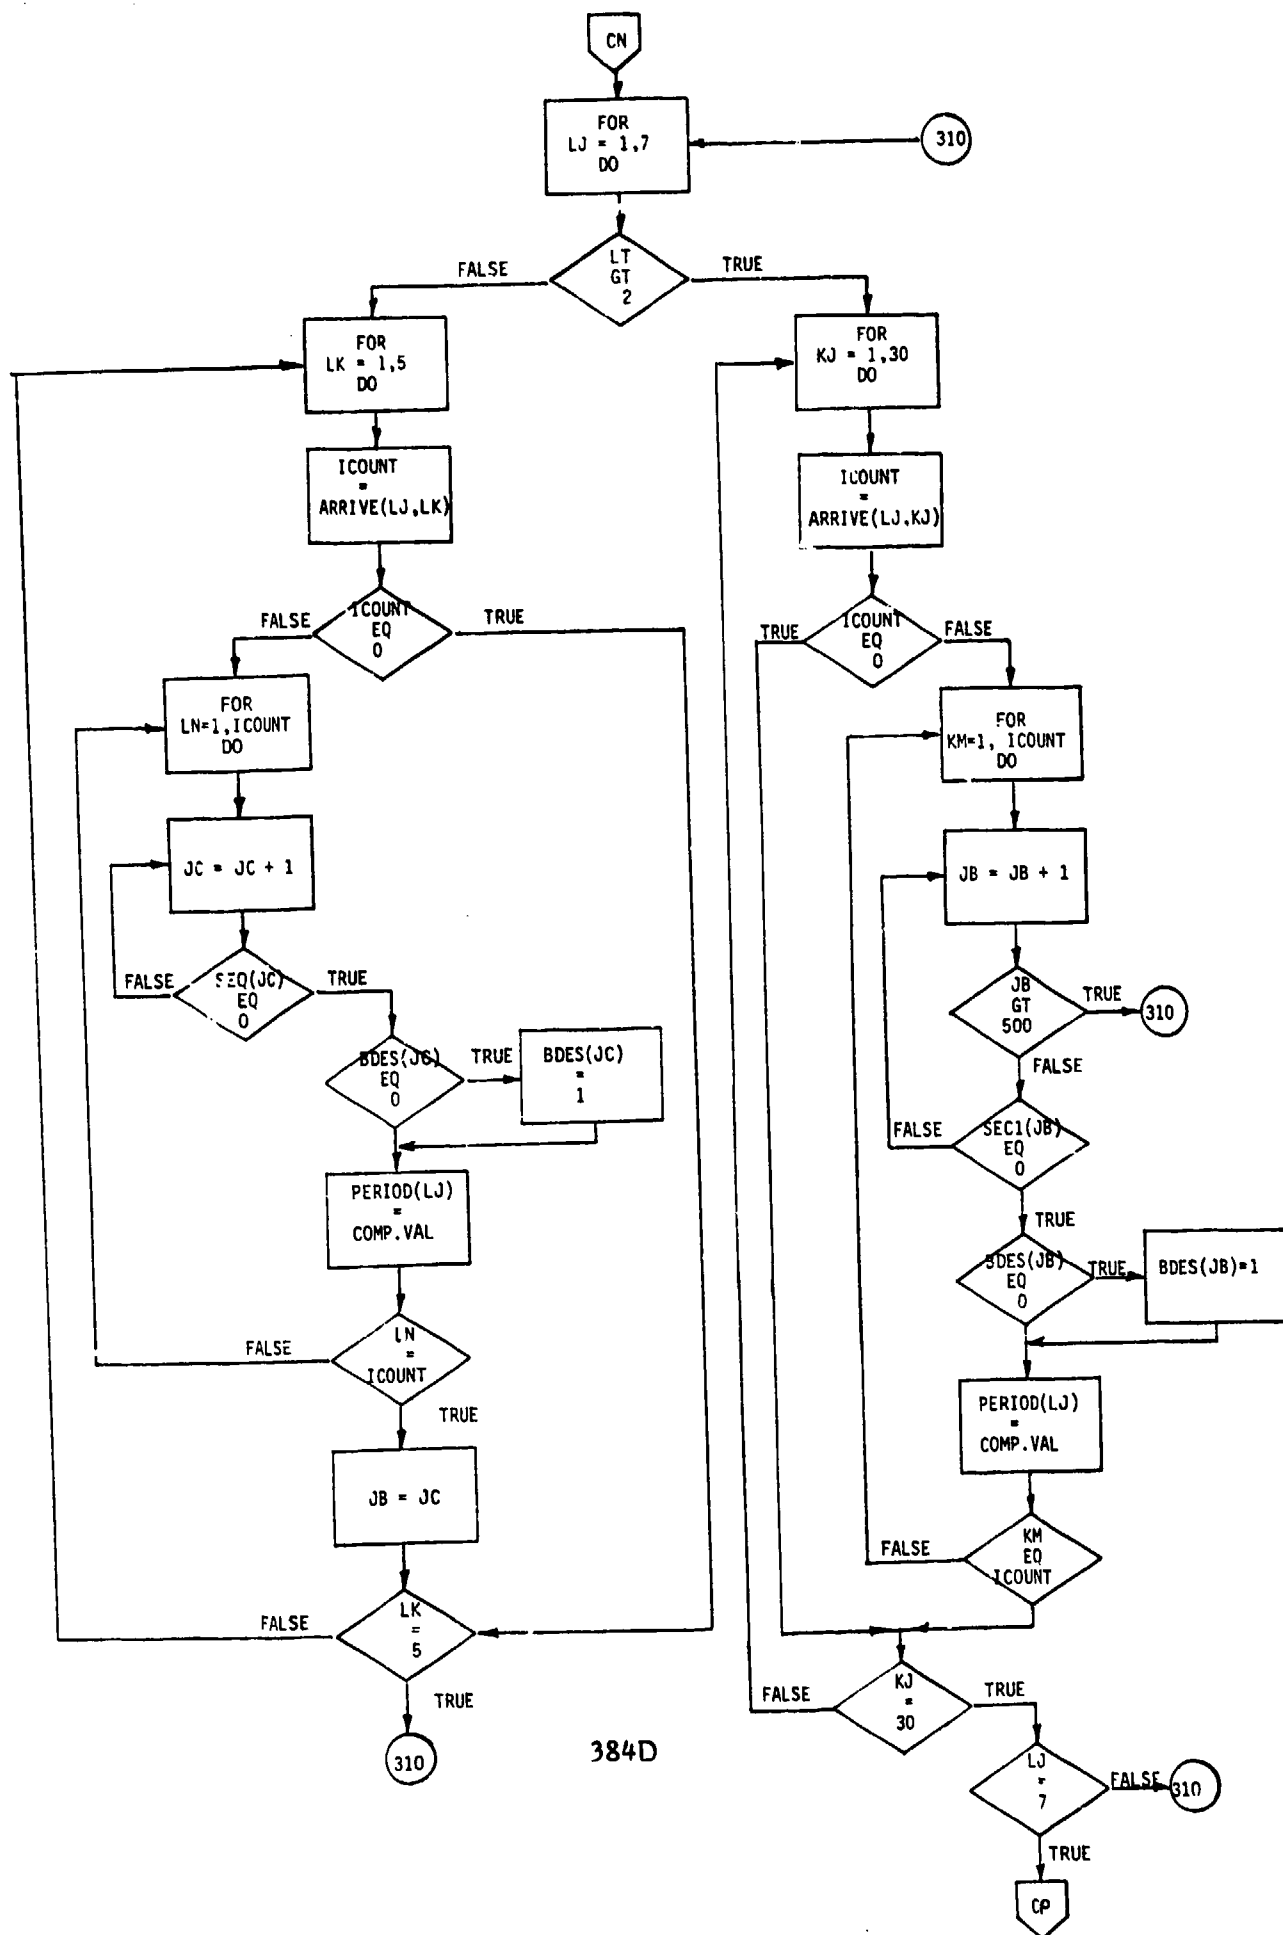 CN
FOR
LJ = 1,7
DO
310
LT
GT
2
FALSE
TRUE
FOR
LK = 1,5
DO
FOR
KJ = 1,30
DO
ICOUNT
=
ARRIVE(LJ,LK)
ICOUNT
=
ARRIVE(LJ,KJ)
FALSE
ICOUNT
EQ
0
TRUE
TRUE
ICOUNT
EQ
0
FALSE
FOR
LN=1,ICOUNT
DO
FOR
KM=1, ICOUNT
DO
JC = JC + 1
JB = JB + 1
FALSE
SEQ(JC)
EQ
0
TRUE
JB
GT
500
TRUE
310
FALSE
BDES(JC)
EQ
0
TRUE
BDES(JC)
=
1
FALSE
SEC1(JB)
EQ
0
TRUE
PERIOD(LJ)
=
COMP.VAL
BDES(JB)
EQ
0
TRUE
BDES(JB)=1
FALSE
LN
=
ICOUNT
TRUE
PERIOD(LJ)
=
COMP.VAL
JB = JC
FALSE
KM
EQ
ICOUNT
FALSE
LK
=
5
TRUE
310
FALSE
KJ
=
30
TRUE
384D
LJ
=
7
FALSE
310
TRUE
CP